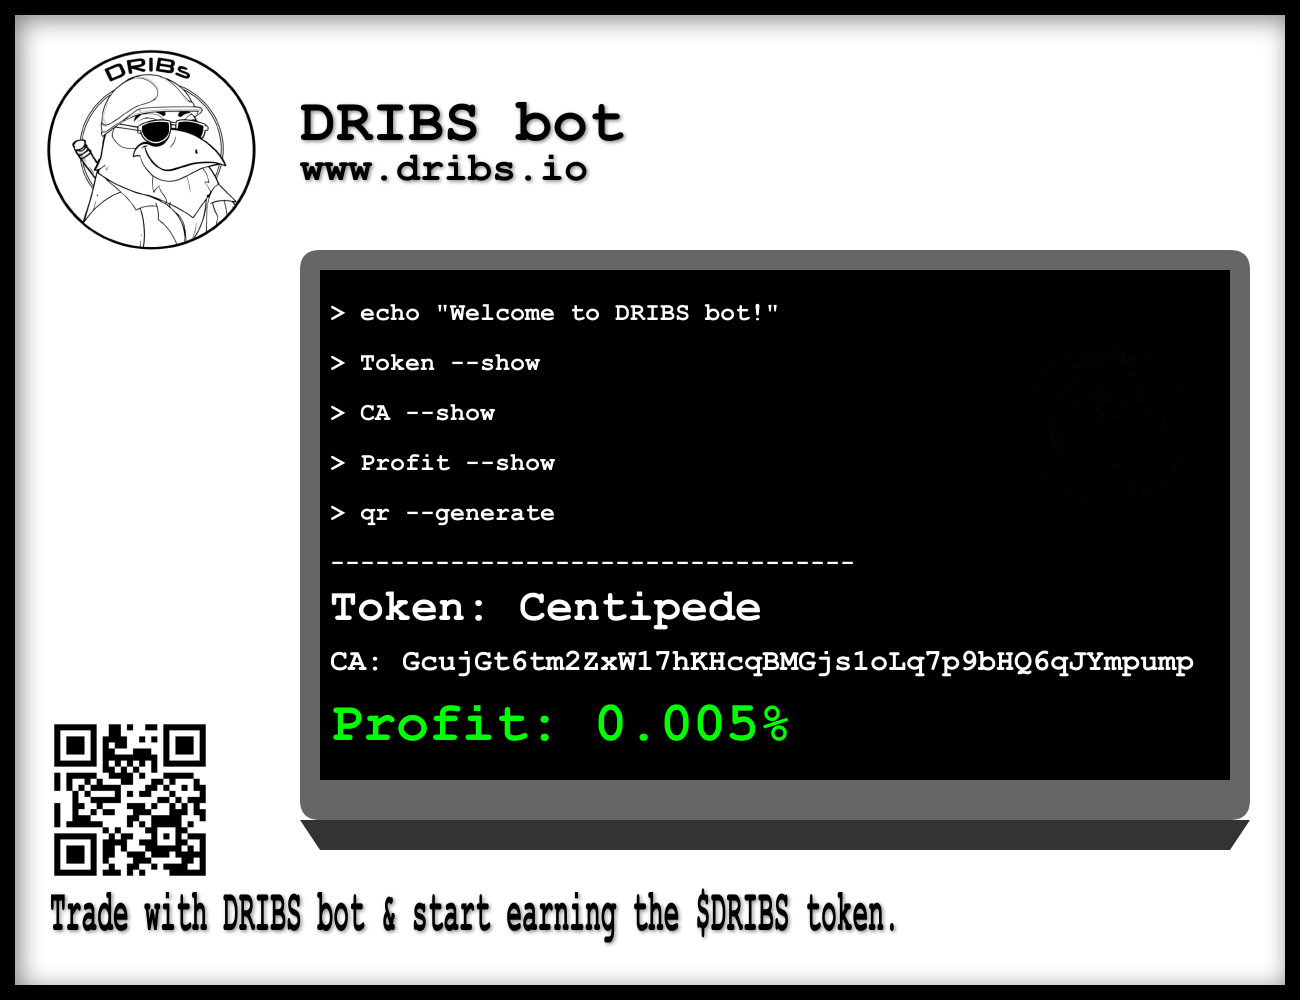 DRIBs
DRIBS bot
www.dribs.io
> echo "Welcome to DRIBS bot!"
> Token --show
> CA --show
> Profit --show
> qr --generate
-----------------------------------
DRIBs
Token: Centipede
CA: GcujGt6tm2ZxW17hKHcqBMGjs1oLq7p9bHQ6qJYmpump
Profit: 0.005%
Trade with DRIBS bot & start earning the $DRIBS token.